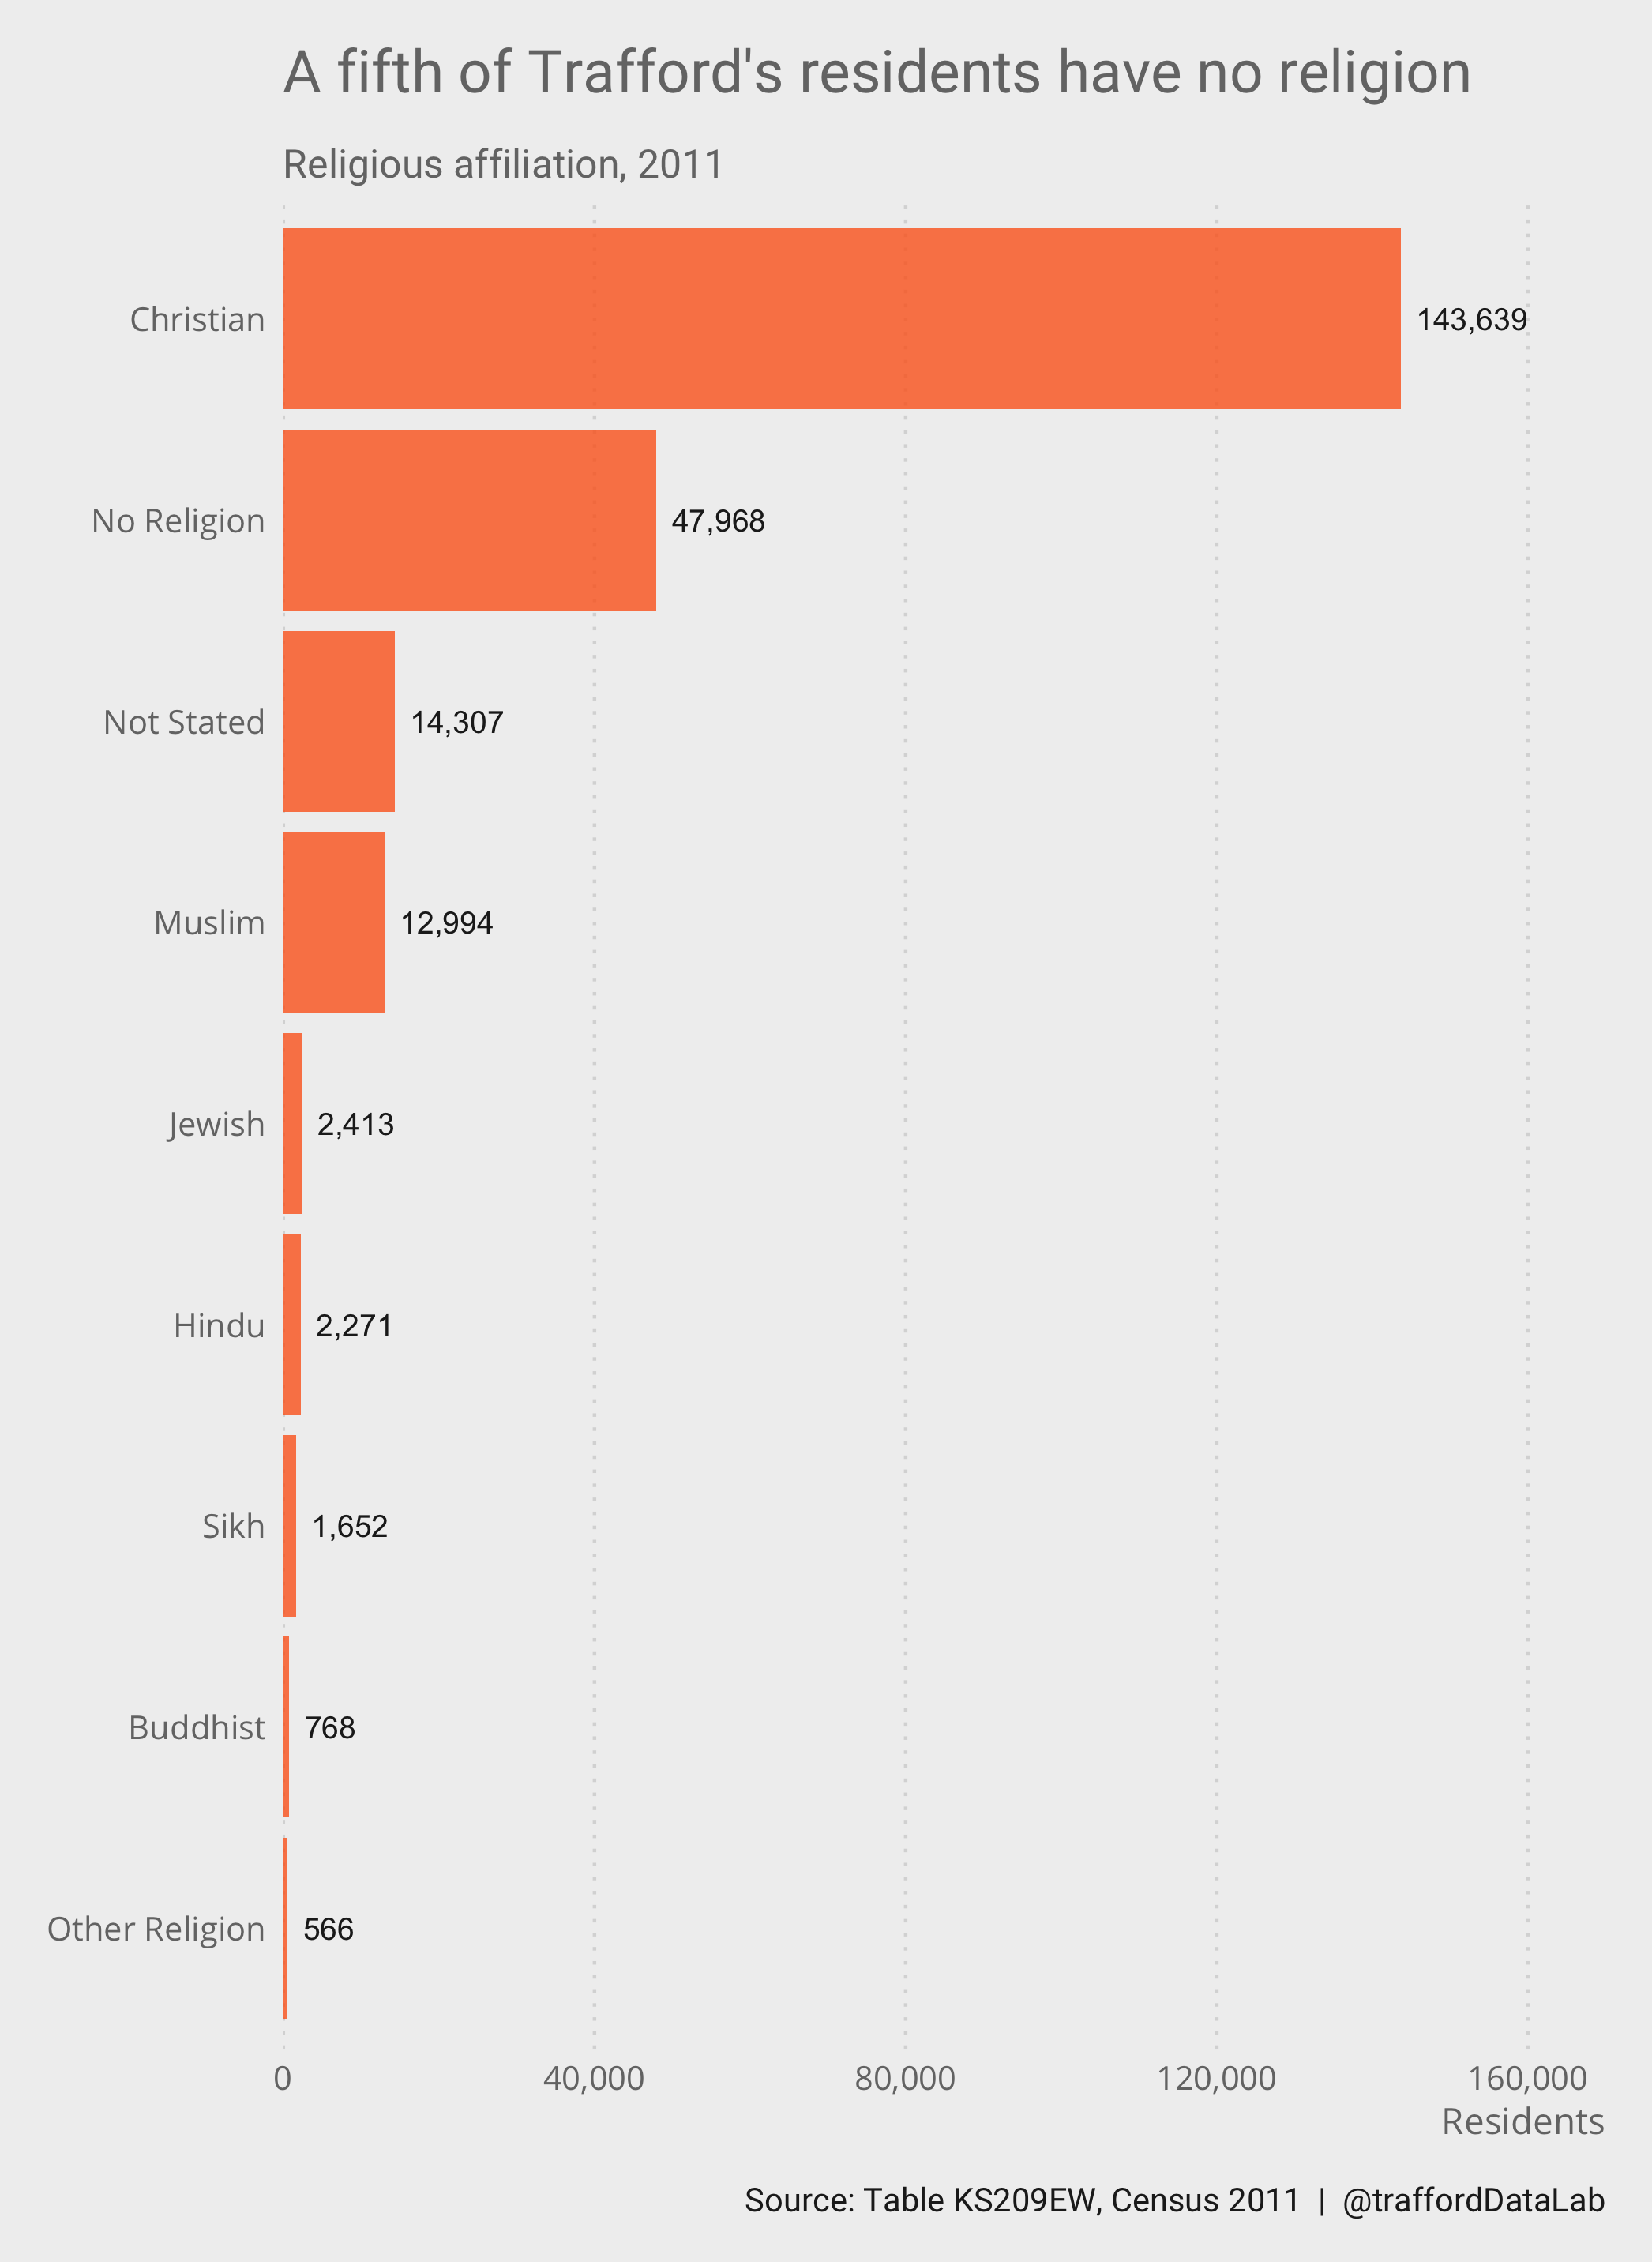 A fifth of Trafford's residents have no religion
Religious affiliation, 2011
Christian 143,639
No Religion 47,968
Not Stated 14,307
Muslim 12,994
Jewish 2,413
Hindu 2,271
Sikh 1,652
Buddhist 768
Other Religion 566
0 40,000 80,000 120,000 160,000
Residents
Source: Table KS209EW, Census 2011 | @traffordDataLab